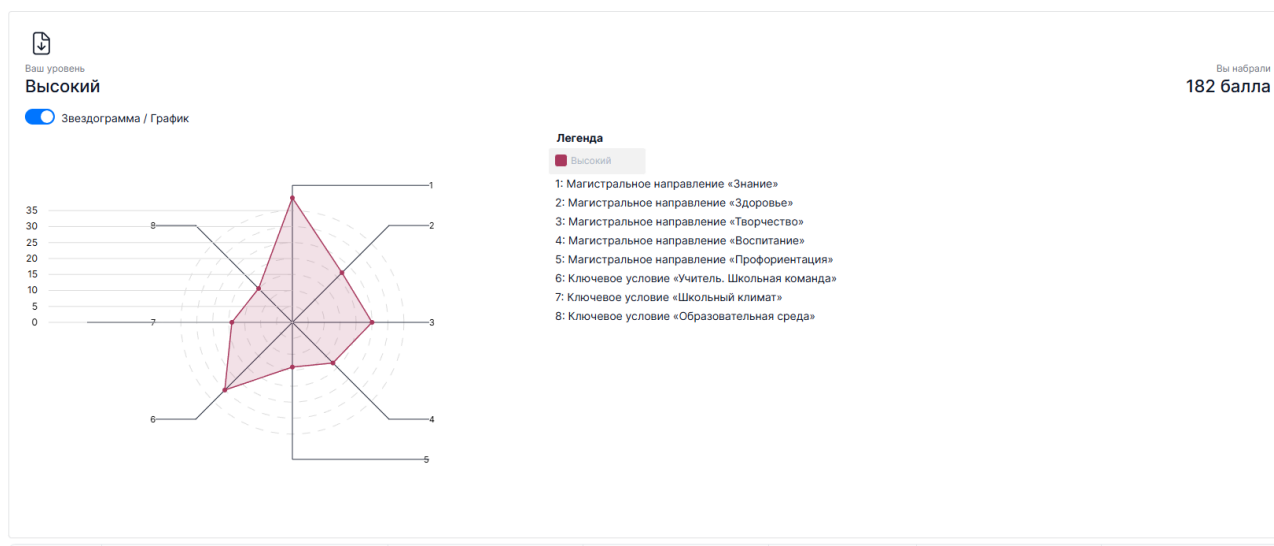 Ваш уровень
Высокий
Вы набрали
182 балла
Звездограмма / График
Легенда
Высокий
1: Магистральное направление «Знание»
2: Магистральное направление «Здоровье»
3: Магистральное направление «Творчество»
4: Магистральное направление «Воспитание»
5: Магистральное направление «Профориентация»
6: Ключевое условие «Учитель. Школьная команда»
7: Ключевое условие «Школьный климат»
8: Ключевое условие «Образовательная среда»
35
30
25
20
15
10
5
0
1
2
3
4
5
6
7
8